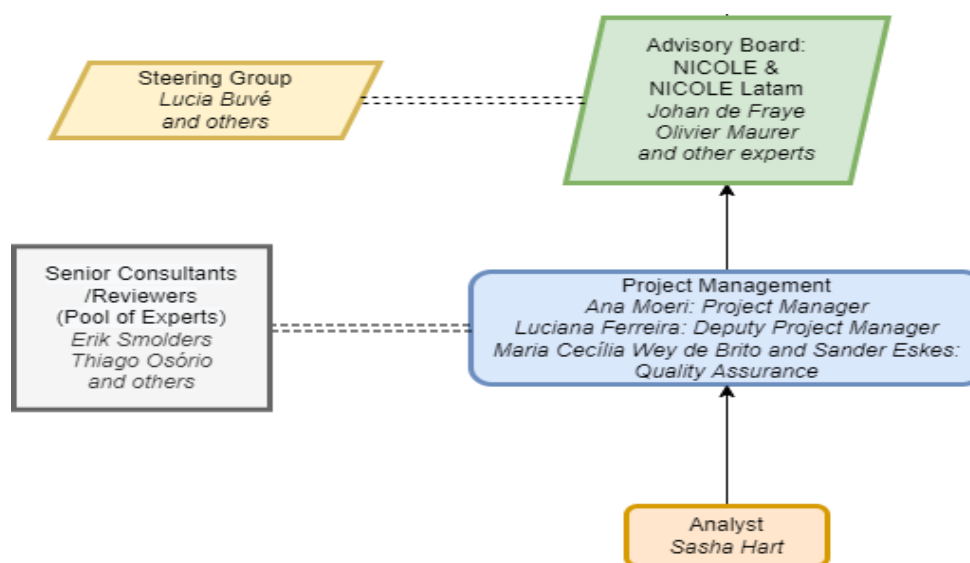 Steering Group
Lucia Buvé
and others
Advisory Board:
NICOLE &
NICOLE Latam
Johan de Fraye
Olivier Maurer
and other experts
Senior Consultants
/Reviewers
(Pool of Experts)
Erik Smolders
Thiago Osório
and others
Project Management
Ana Moeri: Project Manager
Luciana Ferreira: Deputy Project Manager
Maria Cecília Wey de Brito and Sander Eskes:
Quality Assurance
Analyst
Sasha Hart